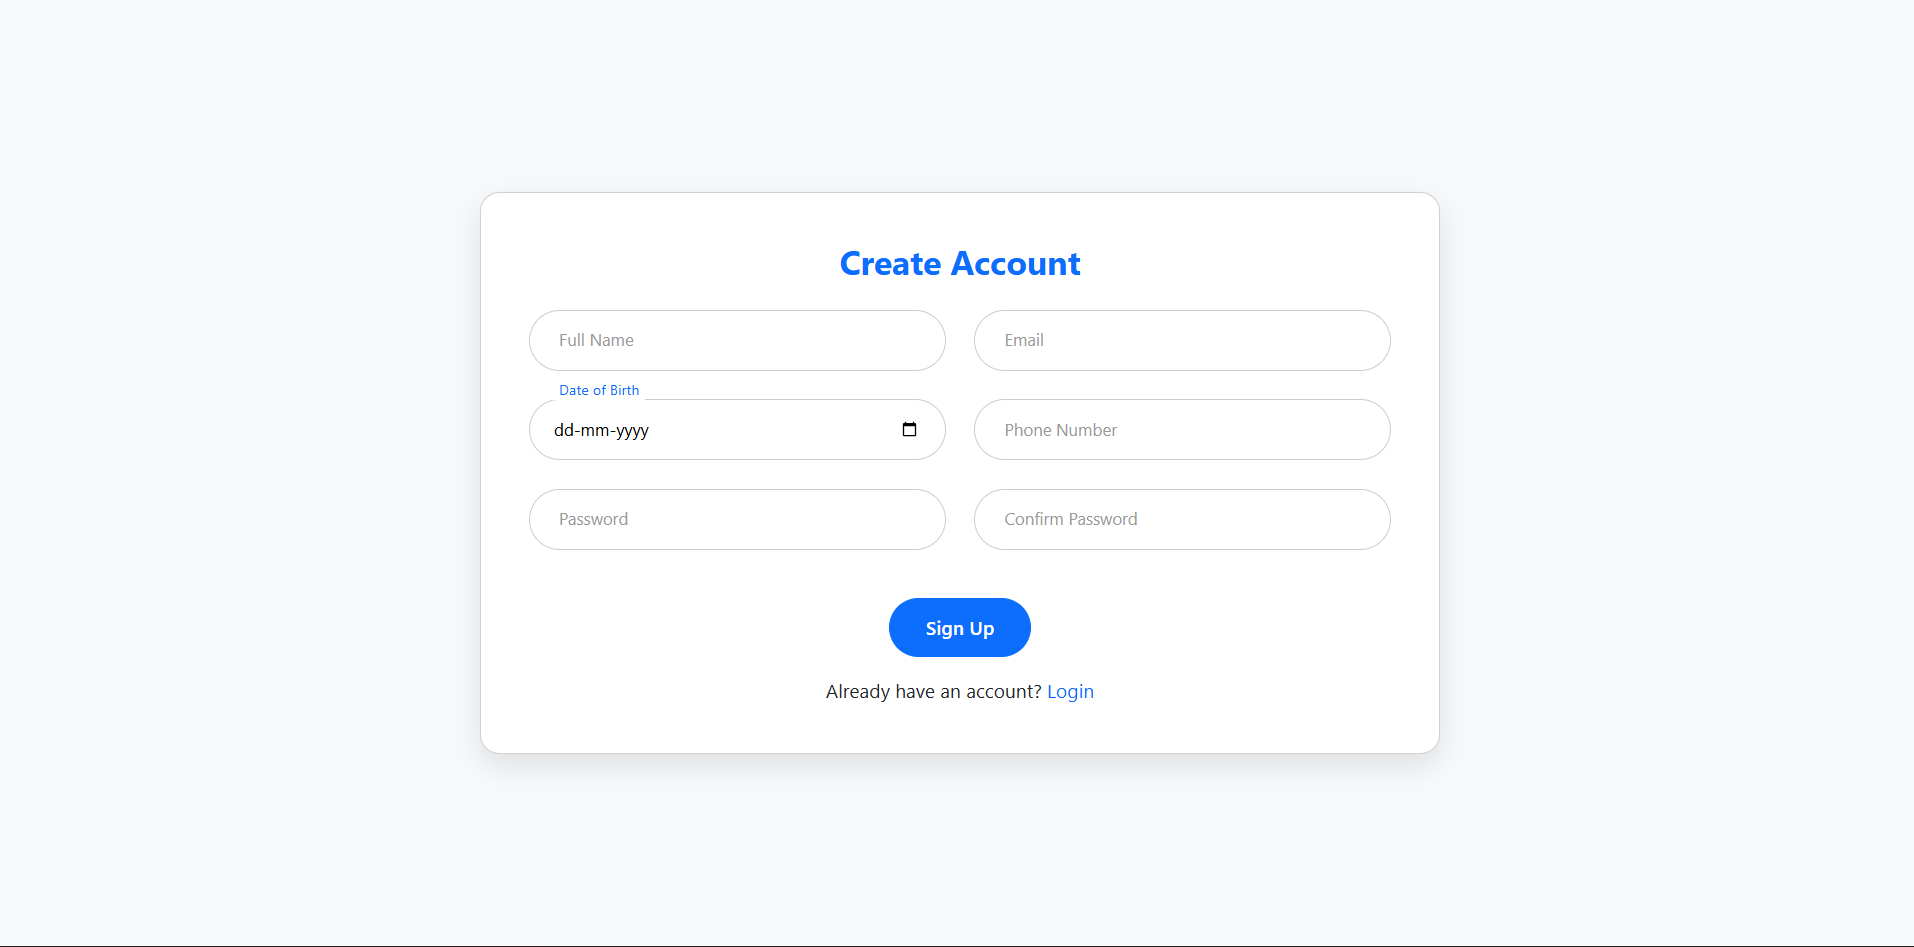 Create Account
Full Name
Email
Date of Birth
dd-mm-yyyy
Phone Number
Password
Confirm Password
Sign Up
Already have an account? Login